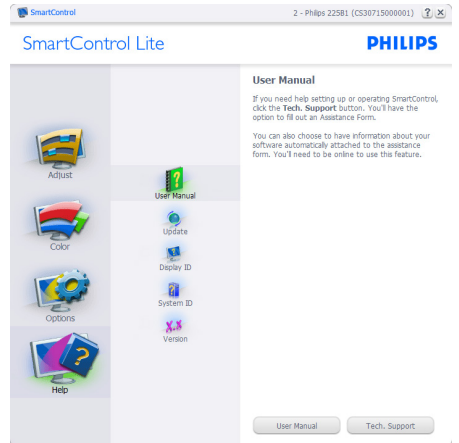 SmartControl
2 - Philips 225B1 (CS30715000001)
SmartControl Lite
PHILIPS
Adjust
Color
Options
Help
User Manual
Update
Display ID
System ID
X.X
Version
User Manual
If you need help setting up or operating SmartControl,
click the Tech. Support button. You'll have the
option to fill out an Assistance Form.
You can also choose to have information about your
software automatically attached to the assistance
form. You'll need to be online to use this feature.
User Manual
Tech. Support